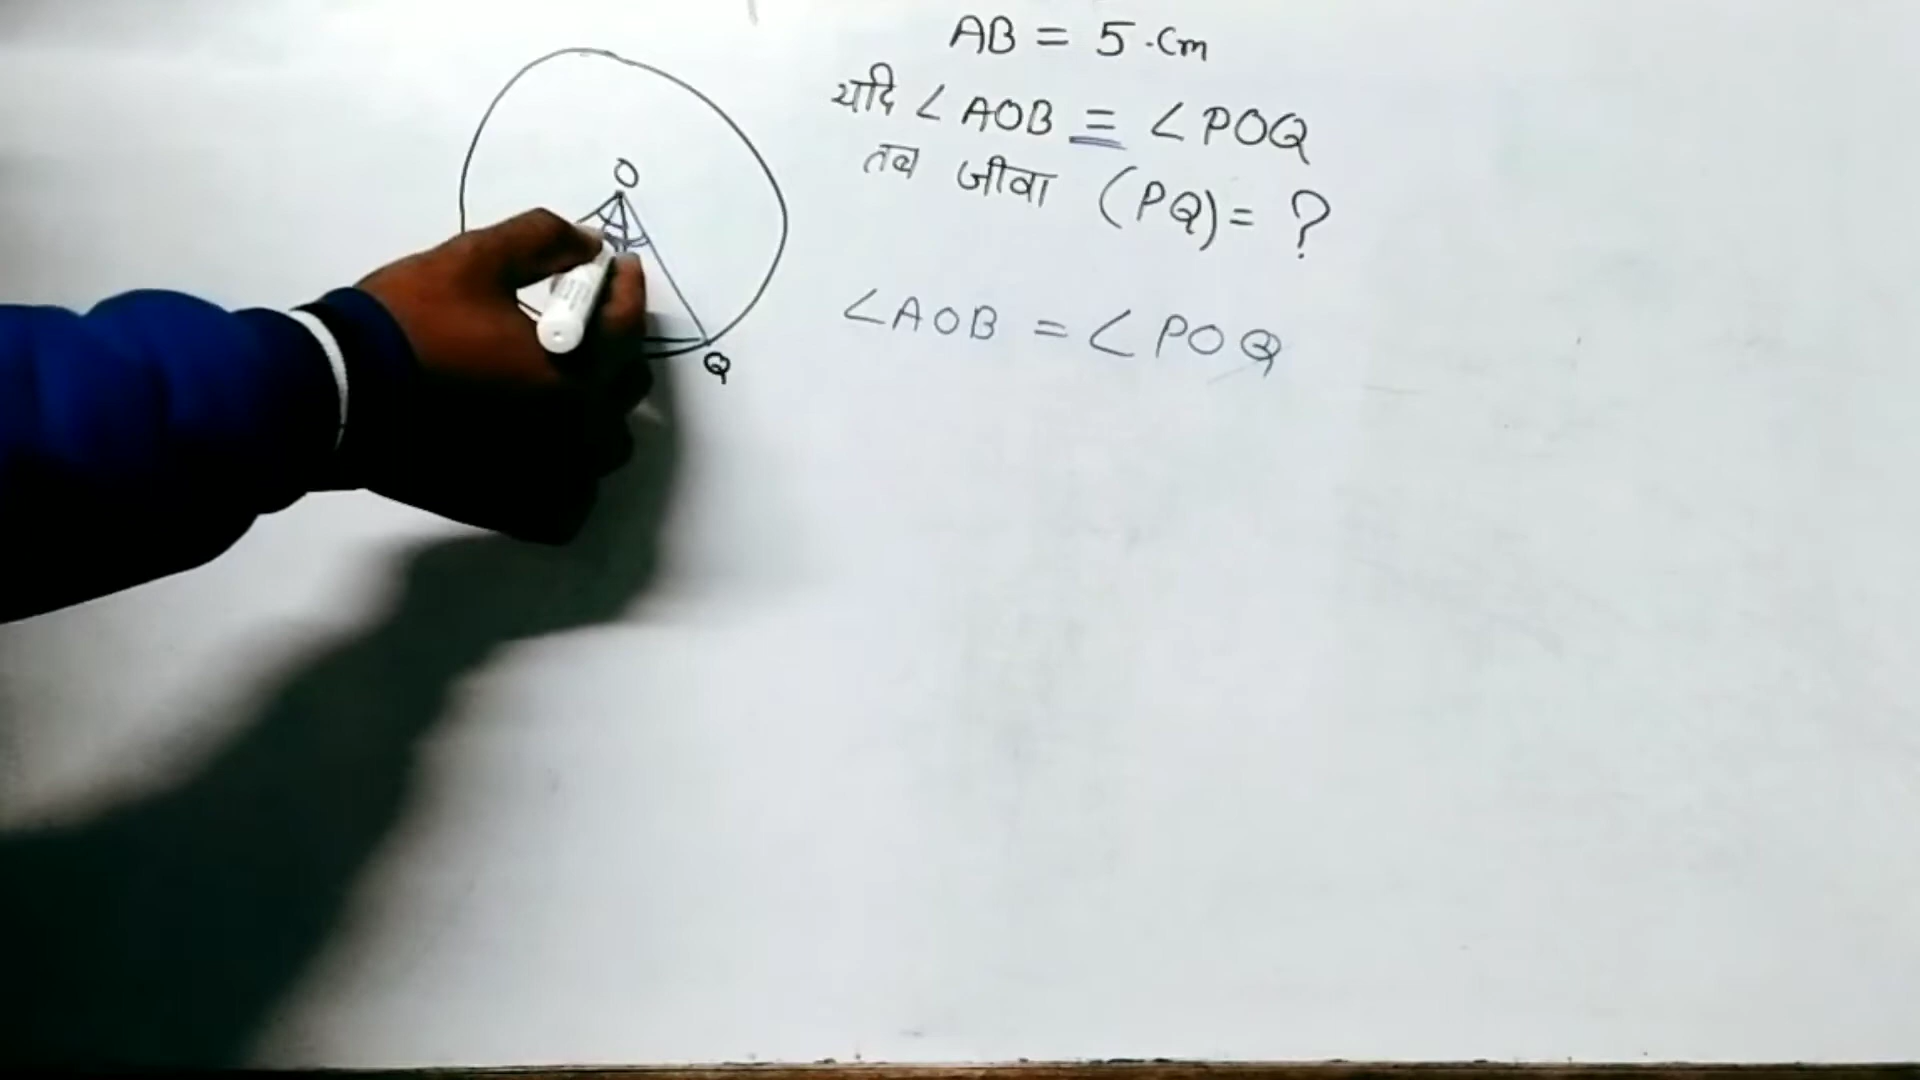 AB = 5 cm
यदि ∠AOB = ∠POQ
तब जीवा (PQ) = ?
O
∠AOB = ∠POQ
Q